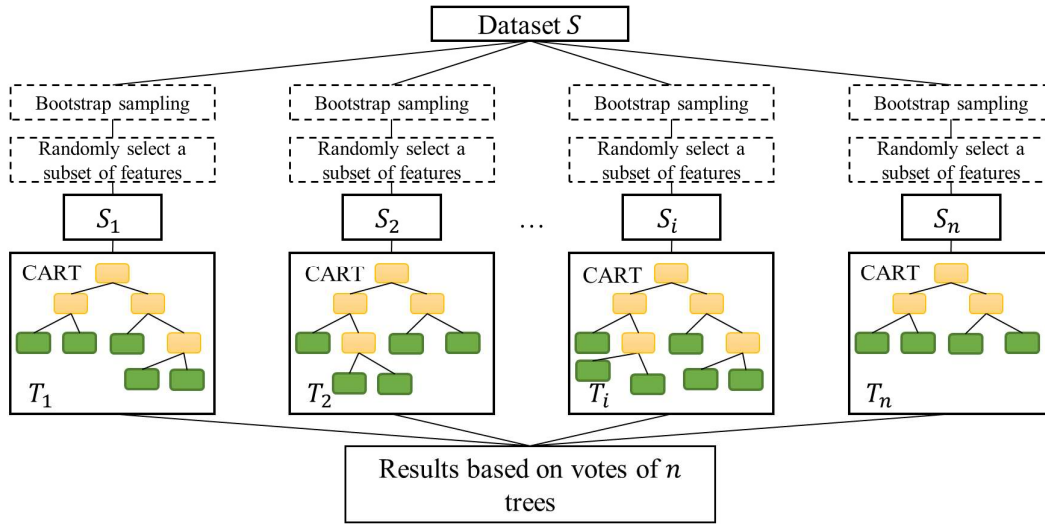 Dataset S
Bootstrap sampling
Bootstrap sampling
Bootstrap sampling
Bootstrap sampling
Randomly select a
subset of features
Randomly select a
subset of features
Randomly select a
subset of features
Randomly select a
subset of features
S₁
S₂
...
Sᵢ
Sₙ
CART
CART
CART
CART
T₁
T₂
Tᵢ
Tₙ
Results based on votes of n
trees